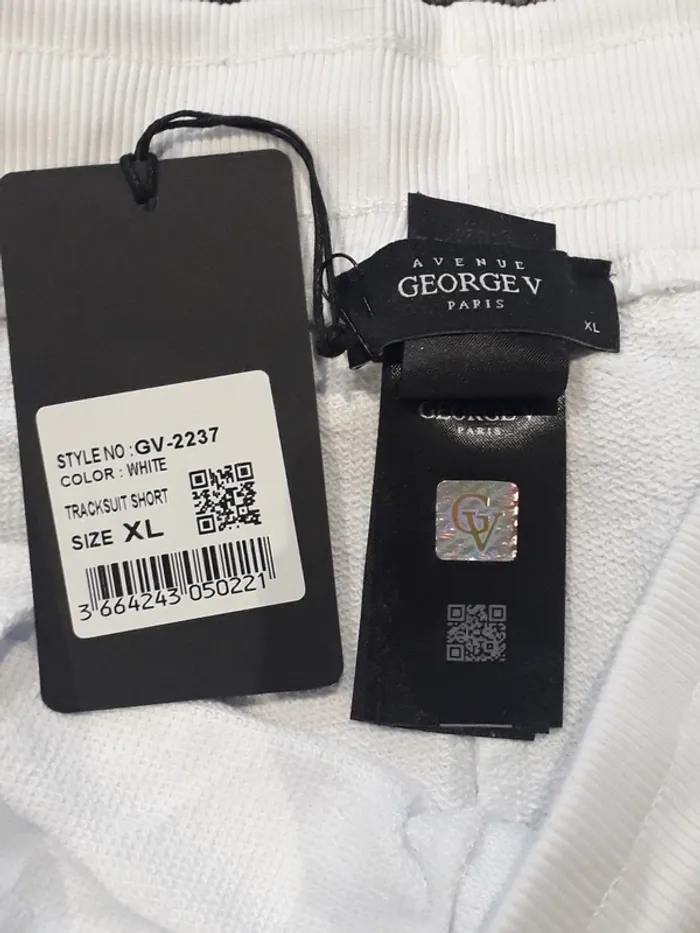 STYLE NO : GV-2237
COLOR : WHITE
TRACKSUIT SHORT
SIZE XL
3 664243 050221
AVENUE
GEORGE V
PARIS
XL
GEORGE V
PARIS
GV